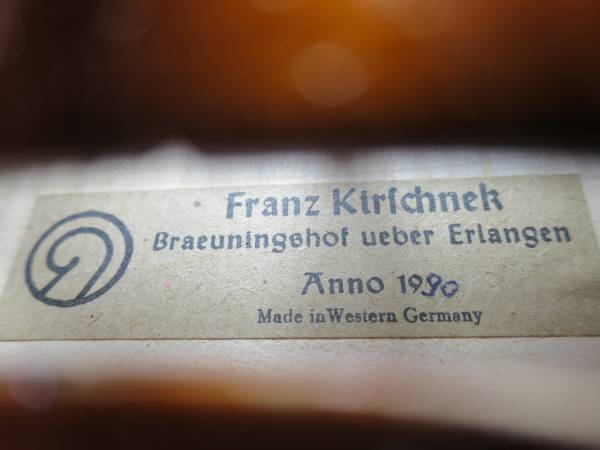 Franz Kirſchnek
Braeuningshof ueber Erlangen
Anno 1990
Made in Western Germany